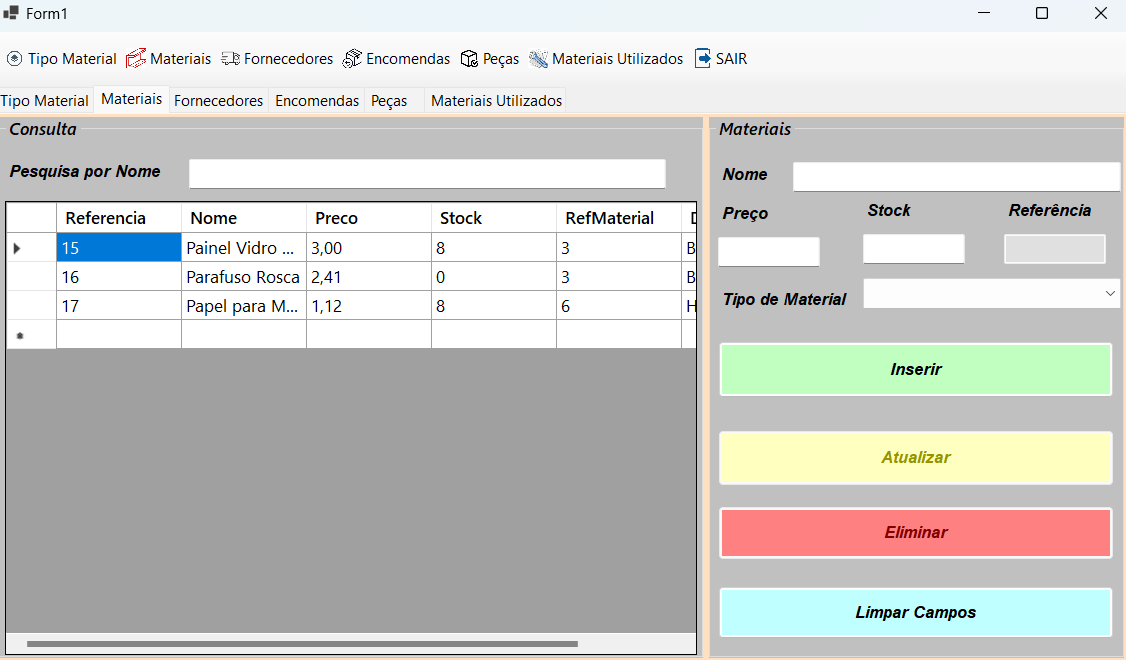 Form1
Tipo Material Materiais Fornecedores Encomendas Peças Materiais Utilizados SAIR
Tipo Material Materiais Fornecedores Encomendas Peças Materiais Utilizados
Consulta
Pesquisa por Nome
Referencia Nome Preco Stock RefMaterial
15 Painel Vidro ... 3,00 8 3 B
16 Parafuso Rosca 2,41 0 3 B
17 Papel para M... 1,12 8 6 H
Materiais
Nome
Preço Stock Referência
Tipo de Material
Inserir
Atualizar
Eliminar
Limpar Campos